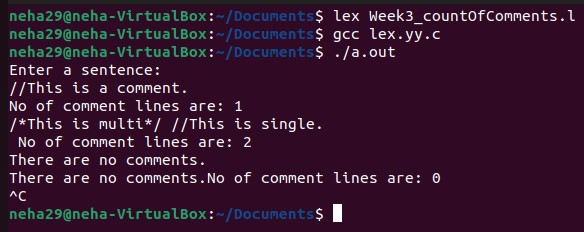 neha29@neha-VirtualBox:~/Documents$ lex Week3_countOfComments.l
neha29@neha-VirtualBox:~/Documents$ gcc lex.yy.c
neha29@neha-VirtualBox:~/Documents$ ./a.out
Enter a sentence:
//This is a comment.
No of comment lines are: 1
/*This is multi*/ //This is single.
 No of comment lines are: 2
There are no comments.
There are no comments.No of comment lines are: 0
^C
neha29@neha-VirtualBox:~/Documents$